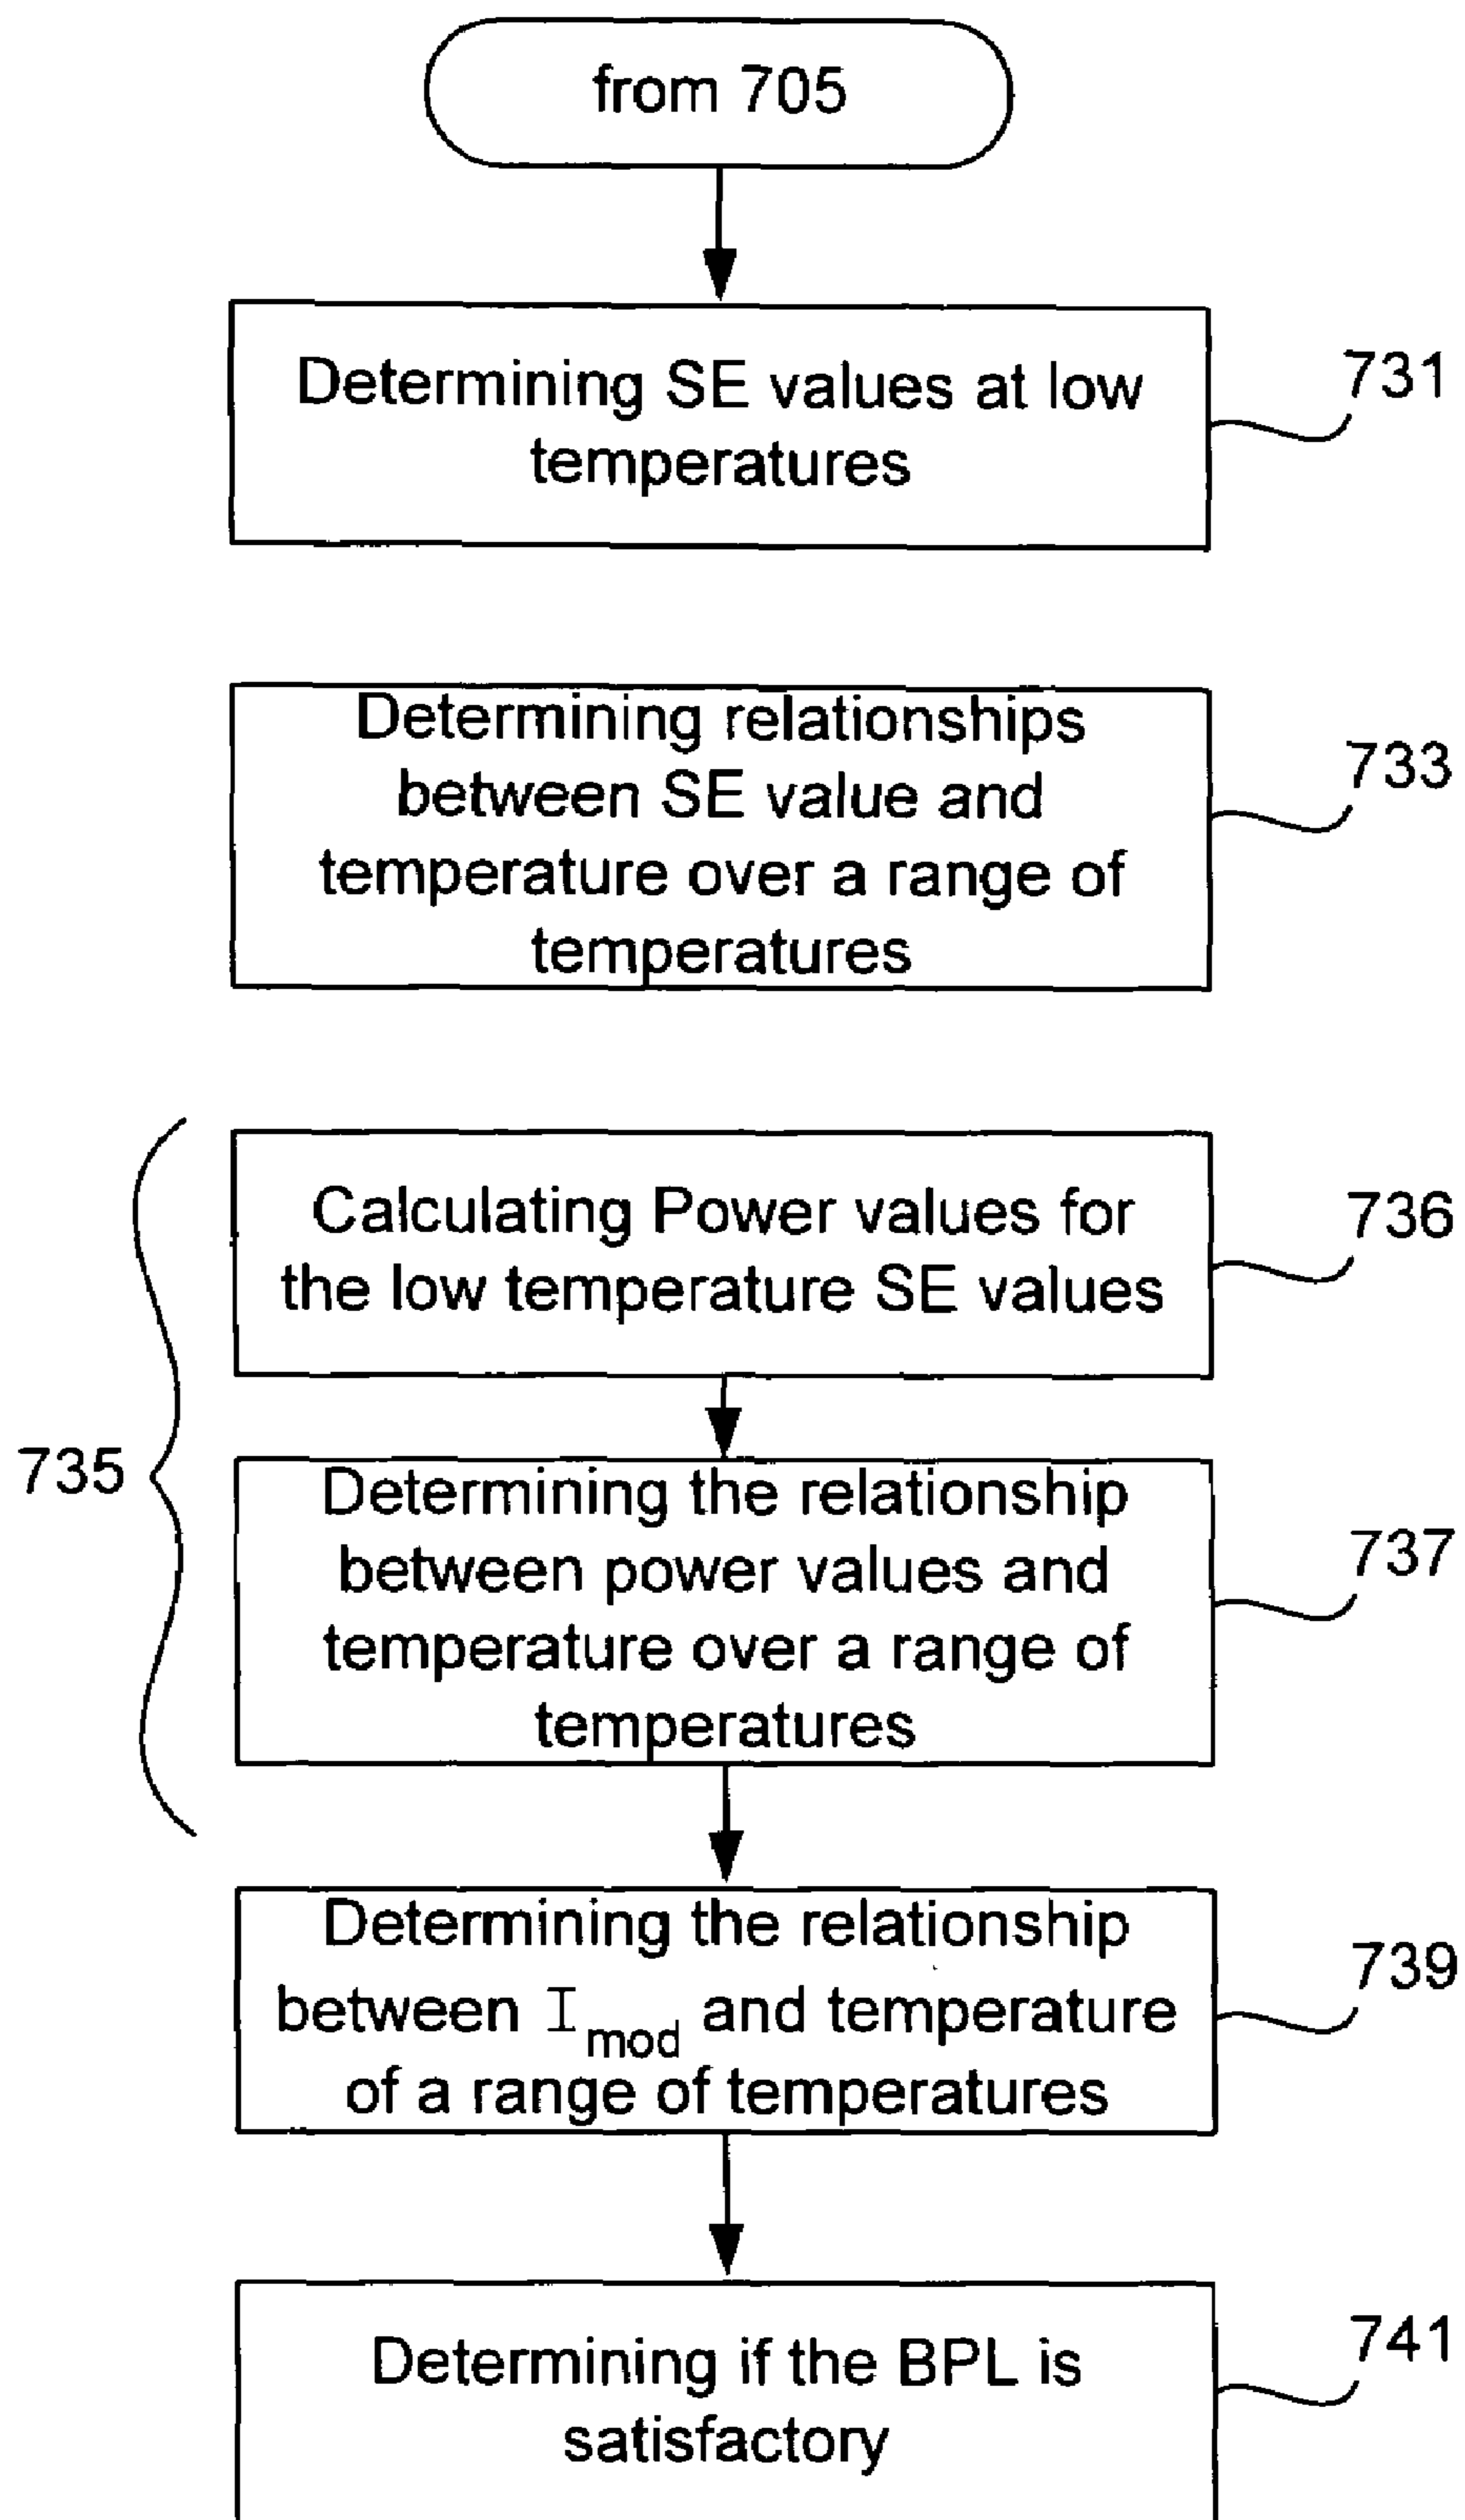 from 705
Determining SE values at low
temperatures
731
Determining relationships
between SE value and
temperature over a range of
temperatures
733
735
Calculating Power values for
the low temperature SE values
736
Determining the relationship
between power values and
temperature over a range of
temperatures
737
Determining the relationship
between Imod and temperature
of a range of temperatures
739
Determining if the BPL is
satisfactory
741